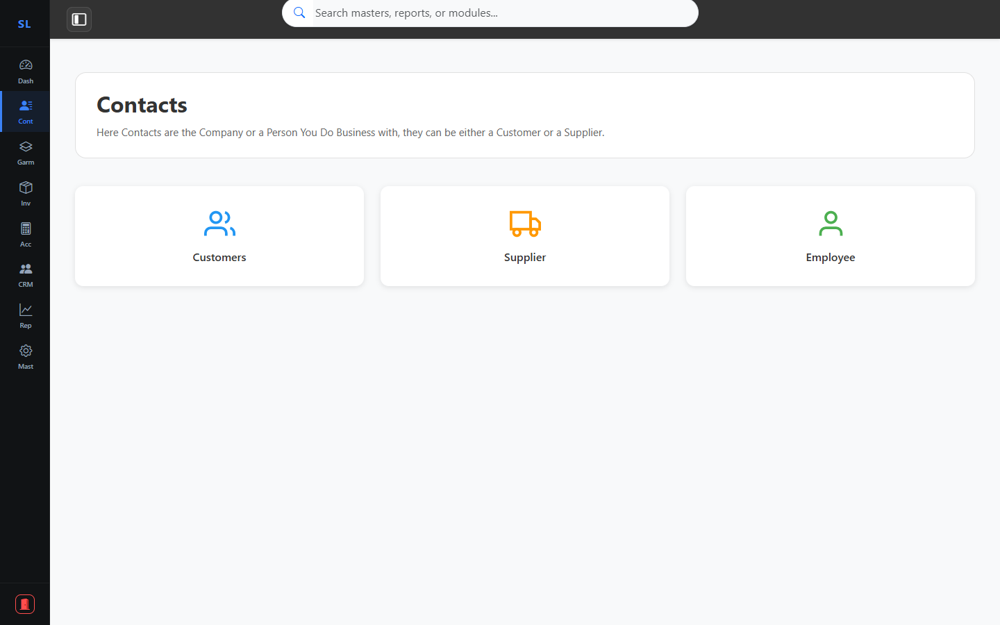 SL
Search masters, reports, or modules...
Dash
Cont
Garm
Inv
Acc
CRM
Rep
Mast
Contacts
Here Contacts are the Company or a Person You Do Business with, they can be either a Customer or a Supplier.
Customers
Supplier
Employee